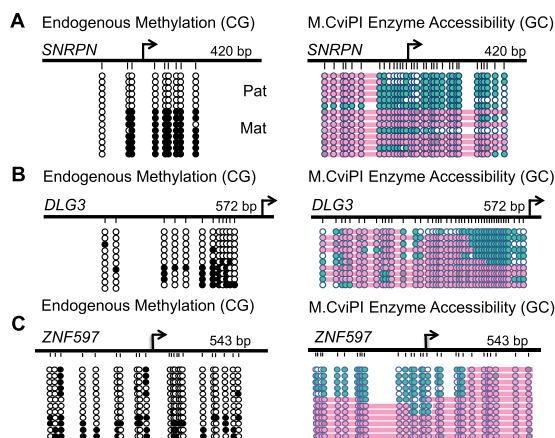 A Endogenous Methylation (CG) M.CviPI Enzyme Accessibility (GC)
SNRPN 420 bp SNRPN 420 bp
Pat
Mat
B Endogenous Methylation (CG) M.CviPI Enzyme Accessibility (GC)
DLG3 572 bp DLG3 572 bp
Endogenous Methylation (CG) M.CviPI Enzyme Accessibility (GC)
C ZNF597 543 bp ZNF597 543 bp